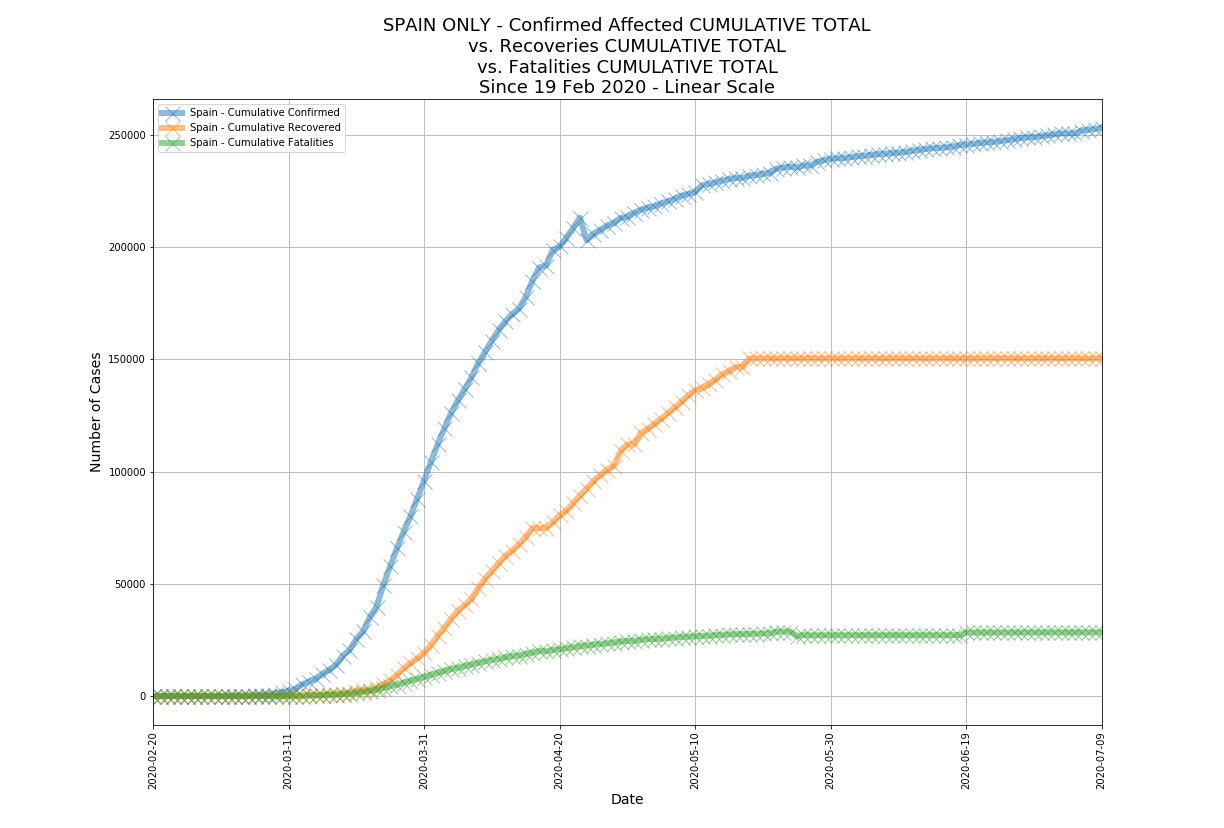 SPAIN ONLY - Confirmed Affected CUMULATIVE TOTAL
vs. Recoveries CUMULATIVE TOTAL
vs. Fatalities CUMULATIVE TOTAL
Since 19 Feb 2020 - Linear Scale
Spain - Cumulative Confirmed
Spain - Cumulative Recovered
Spain - Cumulative Fatalities
250000
200000
150000
100000
50000
0
Number of Cases
2020-02-20
2020-03-11
2020-03-31
2020-04-20
2020-05-10
2020-05-30
2020-06-19
2020-07-09
Date